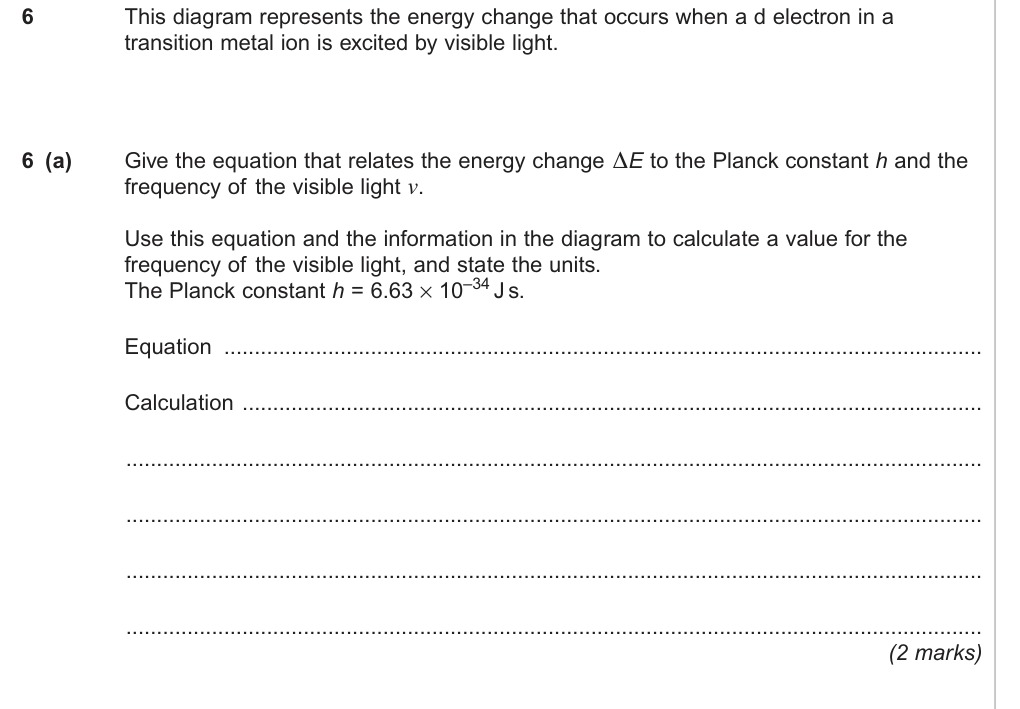 6 This diagram represents the energy change that occurs when a d electron in a
transition metal ion is excited by visible light.
6 (a) Give the equation that relates the energy change ΔE to the Planck constant h and the
frequency of the visible light ν.
Use this equation and the information in the diagram to calculate a value for the
frequency of the visible light, and state the units.
The Planck constant h = 6.63 × 10⁻³⁴ J s.
Equation ..............................................................................................................................
Calculation ..........................................................................................................................
..............................................................................................................................................
..............................................................................................................................................
..............................................................................................................................................
..............................................................................................................................................
(2 marks)